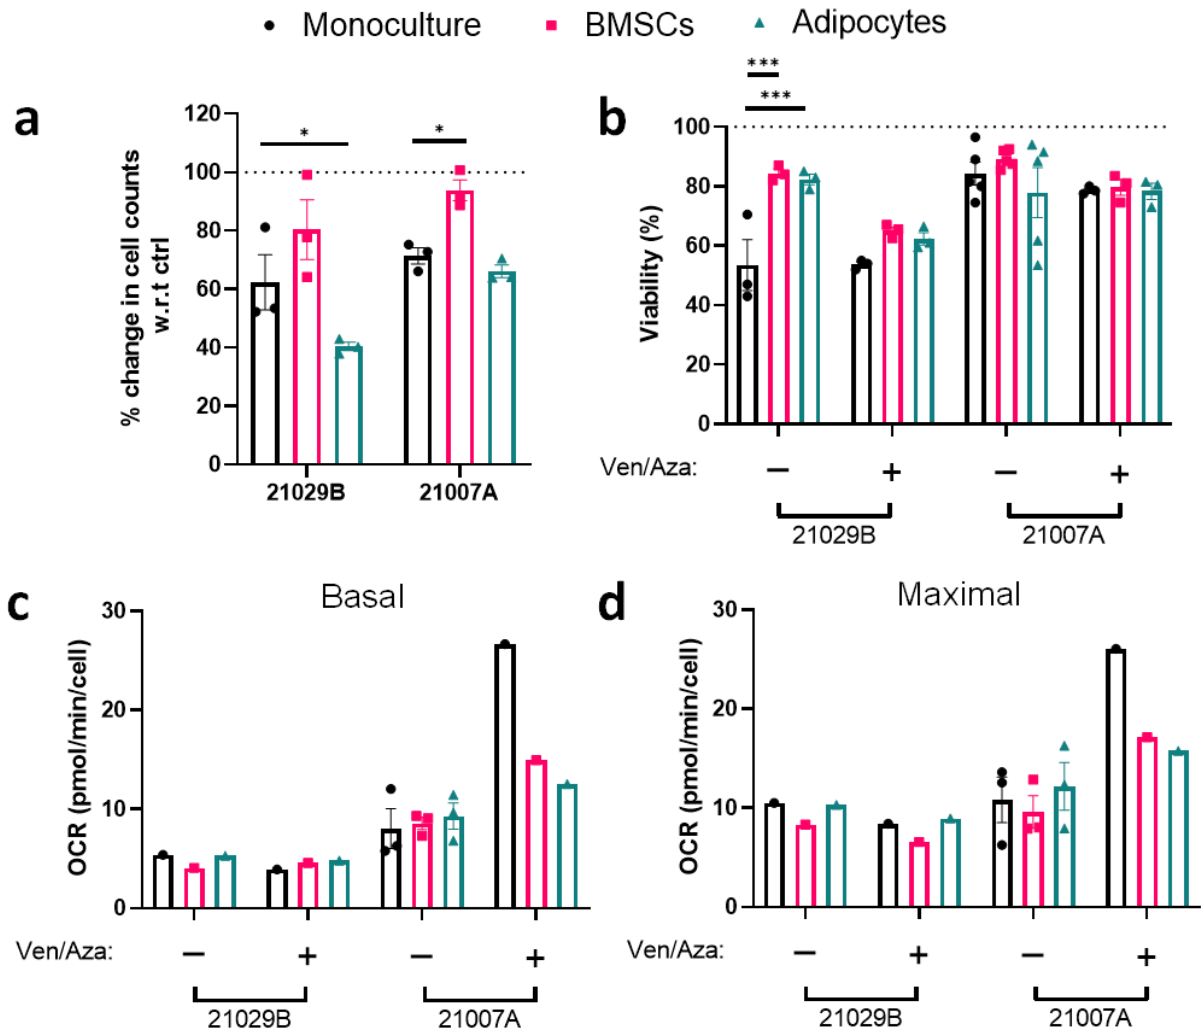 Monoculture BMSCs Adipocytes
a
% change in cell counts
w.r.t ctrl
120
100
80
60
40
20
0
*
*
21029B 21007A
b
Viability (%)
100
80
60
40
20
0
***
***
Ven/Aza: − + − +
21029B 21007A
c
Basal
OCR (pmol/min/cell)
30
20
10
0
Ven/Aza: − + − +
21029B 21007A
d
Maximal
OCR (pmol/min/cell)
30
20
10
0
Ven/Aza: − + − +
21029B 21007A